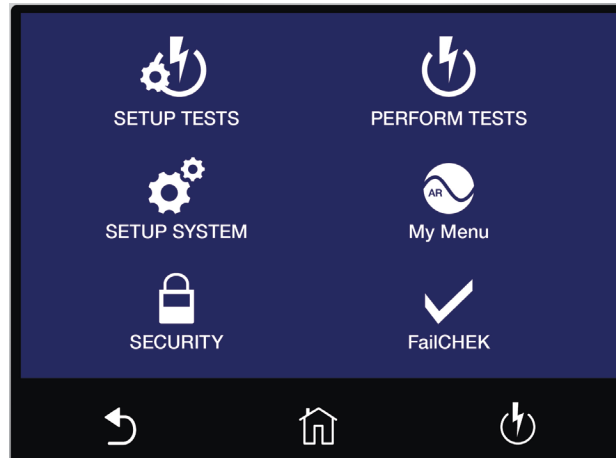 SETUP TESTS
PERFORM TESTS
SETUP SYSTEM
AR
My Menu
SECURITY
FailCHEK